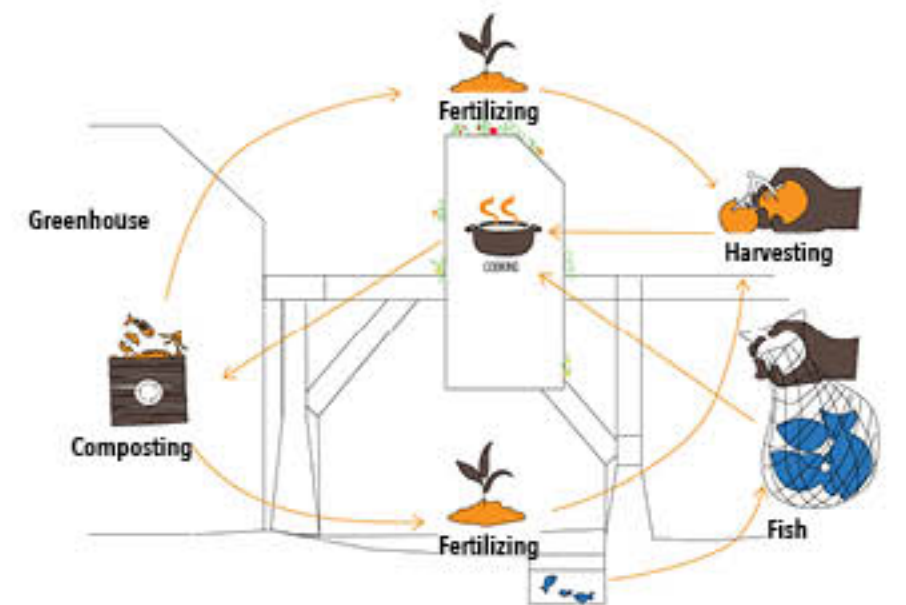 Fertilizing
Greenhouse
Harvesting
COOKING
Composting
Fertilizing
Fish